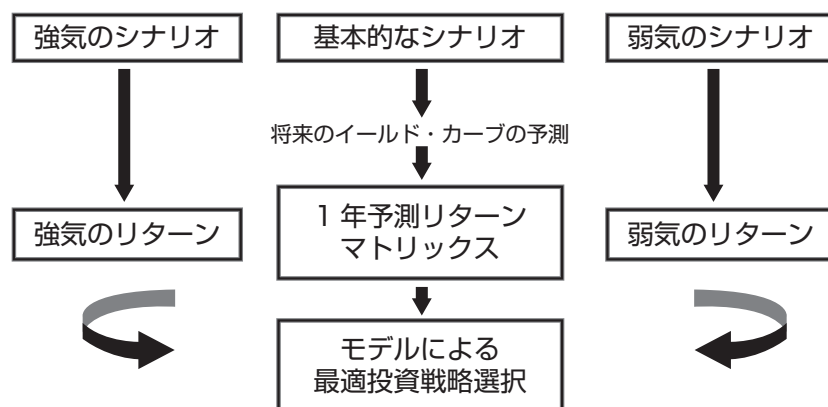 強気のシナリオ
基本的なシナリオ
弱気のシナリオ
将来のイールド・カーブの予測
強気のリターン
1 年予測リターン
マトリックス
弱気のリターン
モデルによる
最適投資戦略選択